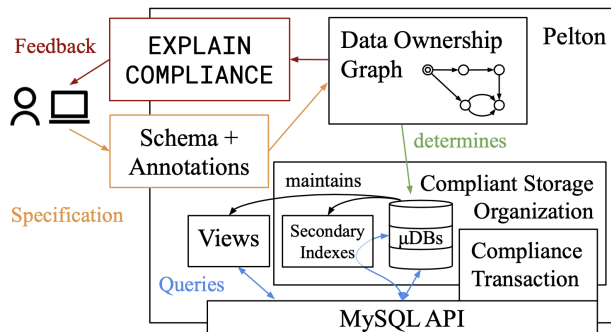 Feedback
EXPLAIN
COMPLIANCE
Data Ownership
Graph
Pelton
Schema +
Annotations
determines
Specification
maintains
Compliant Storage
Organization
Views
Secondary
Indexes
μDBs
Compliance
Transaction
Queries
MySQL API